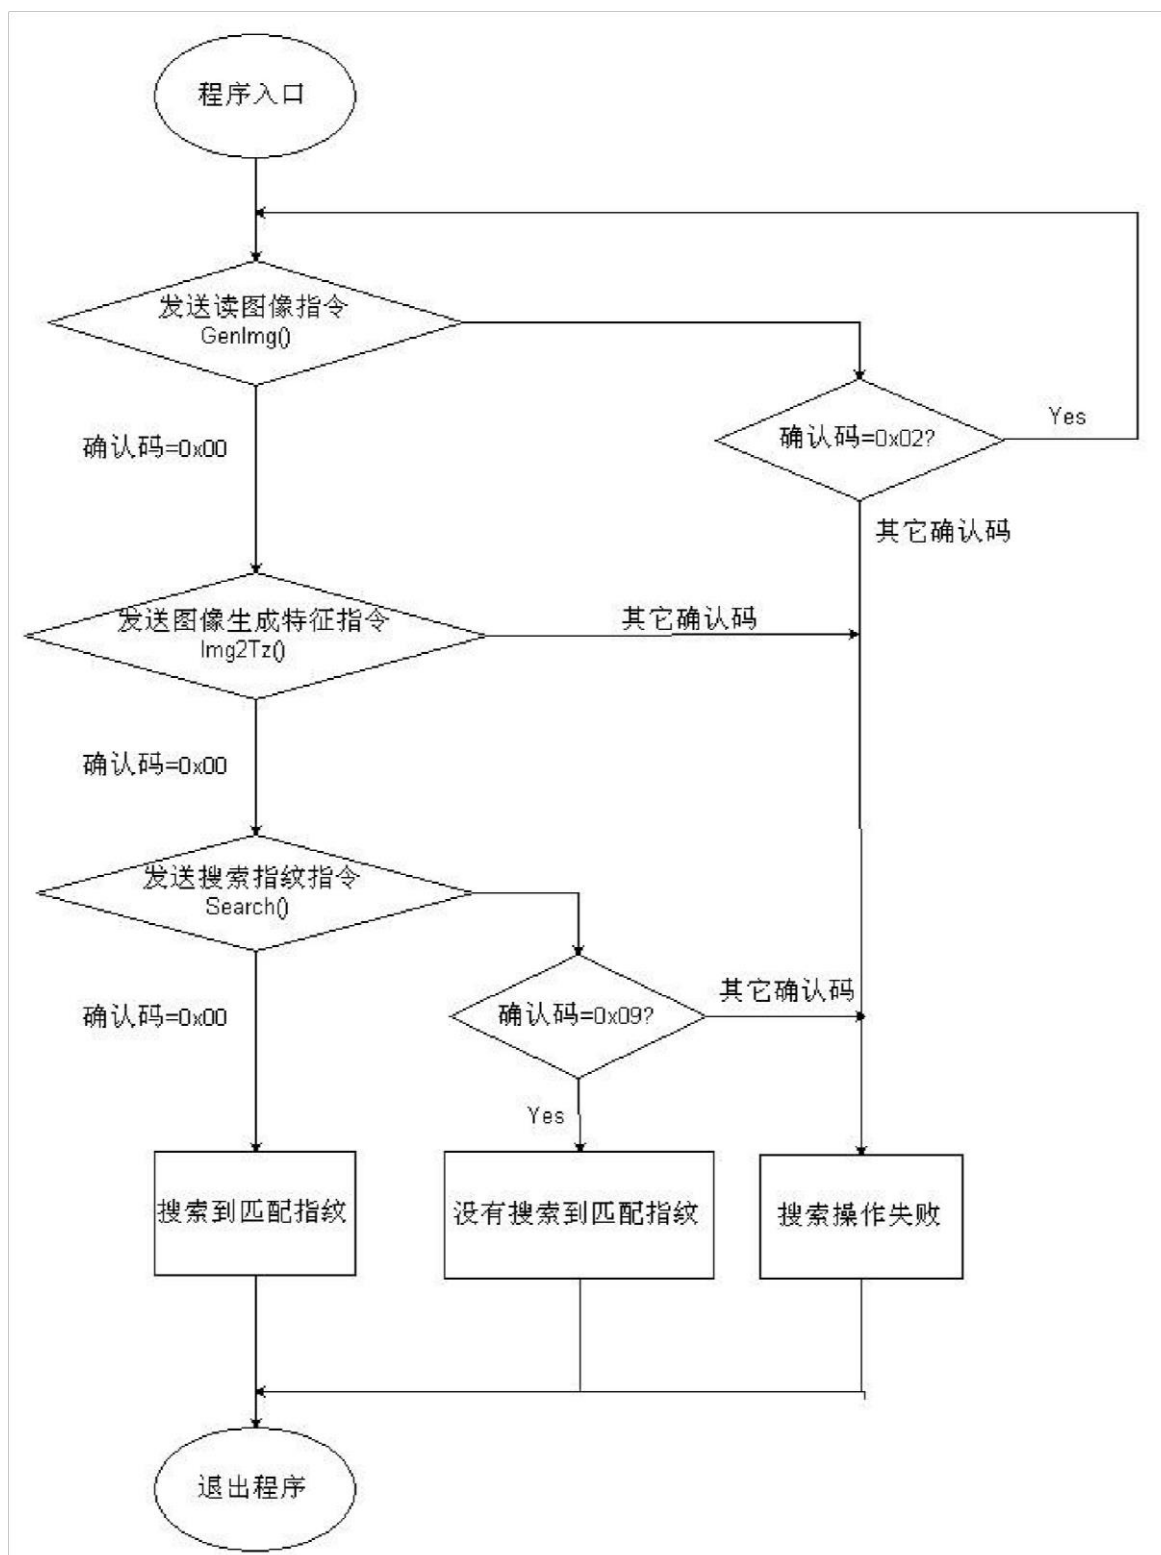 程序入口
发送读图像指令
GenImg()
确认码=0x00
确认码=0x02?
Yes
其它确认码
发送图像生成特征指令
Img2Tz()
其它确认码
确认码=0x00
发送搜索指纹指令
Search()
确认码=0x00
确认码=0x09?
其它确认码
Yes
搜索到匹配指纹
没有搜索到匹配指纹
搜索操作失败
退出程序